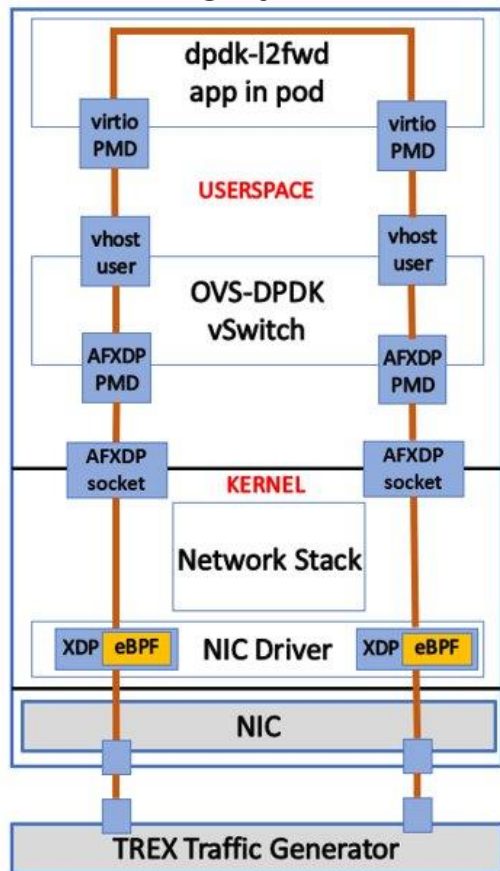 dpdk-l2fwd
app in pod
virtio
PMD
virtio
PMD
USERSPACE
vhost
user
vhost
user
OVS-DPDK
vSwitch
AFXDP
PMD
AFXDP
PMD
AFXDP
socket
AFXDP
socket
KERNEL
Network Stack
XDP eBPF
NIC Driver
XDP eBPF
NIC
TREX Traffic Generator